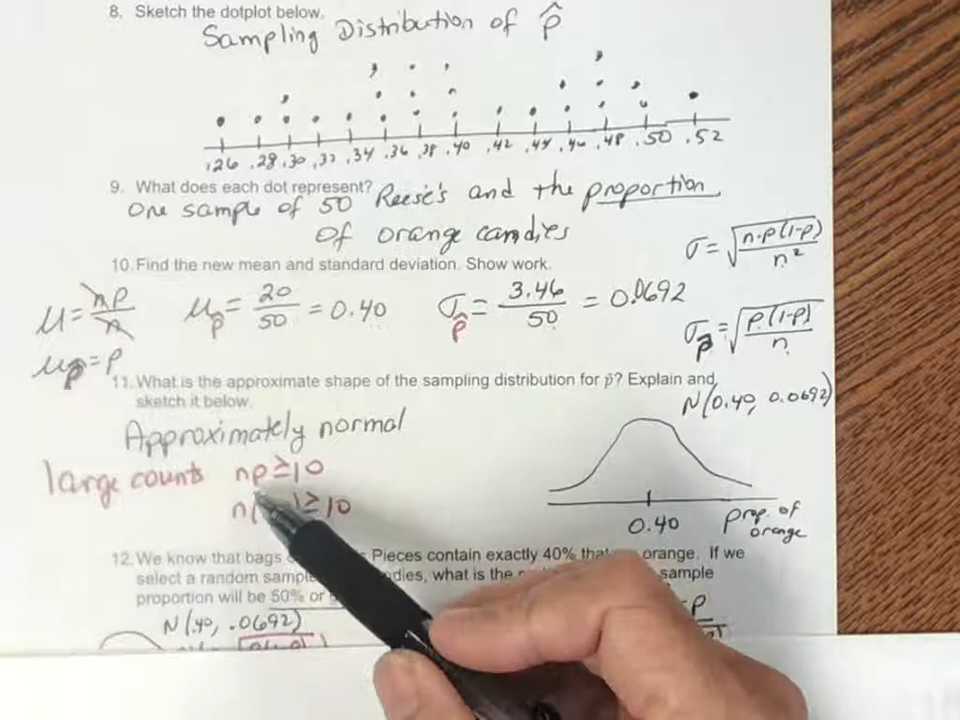 8. Sketch the dotplot below.
Sampling Distribution of p̂
.26 .28 .30 .32 .34 .36 .38 .40 .42 .44 .46 .48 .50 .52
9. What does each dot represent?
One sample of 50 Reese's and the proportion
of orange candies
σ = √(n·p(1-p)/n²)
10. Find the new mean and standard deviation. Show work.
μ = np/n μp̂ = 20/50 = 0.40 σp̂ = 3.46/50 = 0.0692
μp̂ = p σp̂ = √(p(1-p)/n)
11. What is the approximate shape of the sampling distribution for p̂? Explain and
sketch it below.
N(0.40, 0.0692)
Approximately normal
large counts np ≥ 10
n( ) ≥ 10
0.40 prop. of
orange
12. We know that bags Pieces contain exactly 40% that orange. If we
select a random sample candies, what is the sample
proportion will be 50% or
N(.40, .0692)